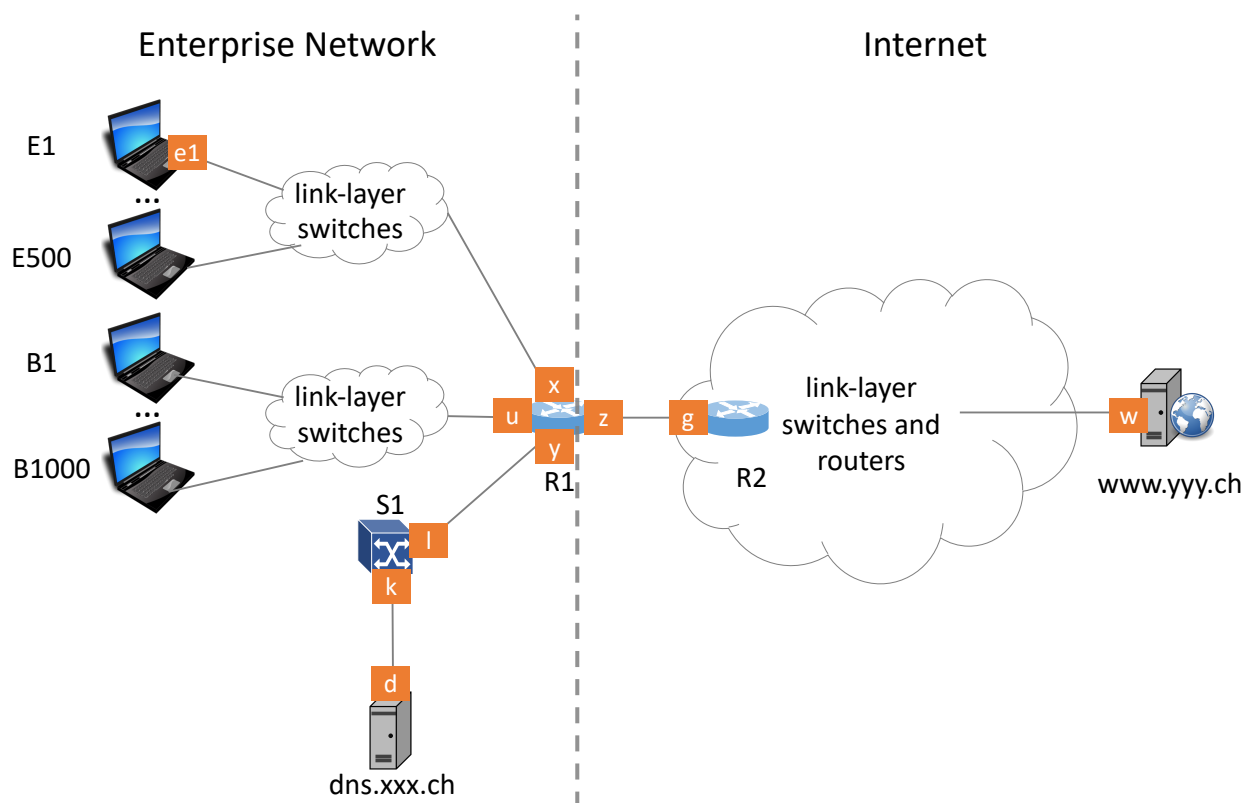 Enterprise Network
Internet
E1
e1
...
link-layer
switches
E500
B1
...
link-layer
switches
B1000
x
u
z
y
R1
g
R2
link-layer
switches and
routers
w
www.yyy.ch
S1
l
k
d
dns.xxx.ch